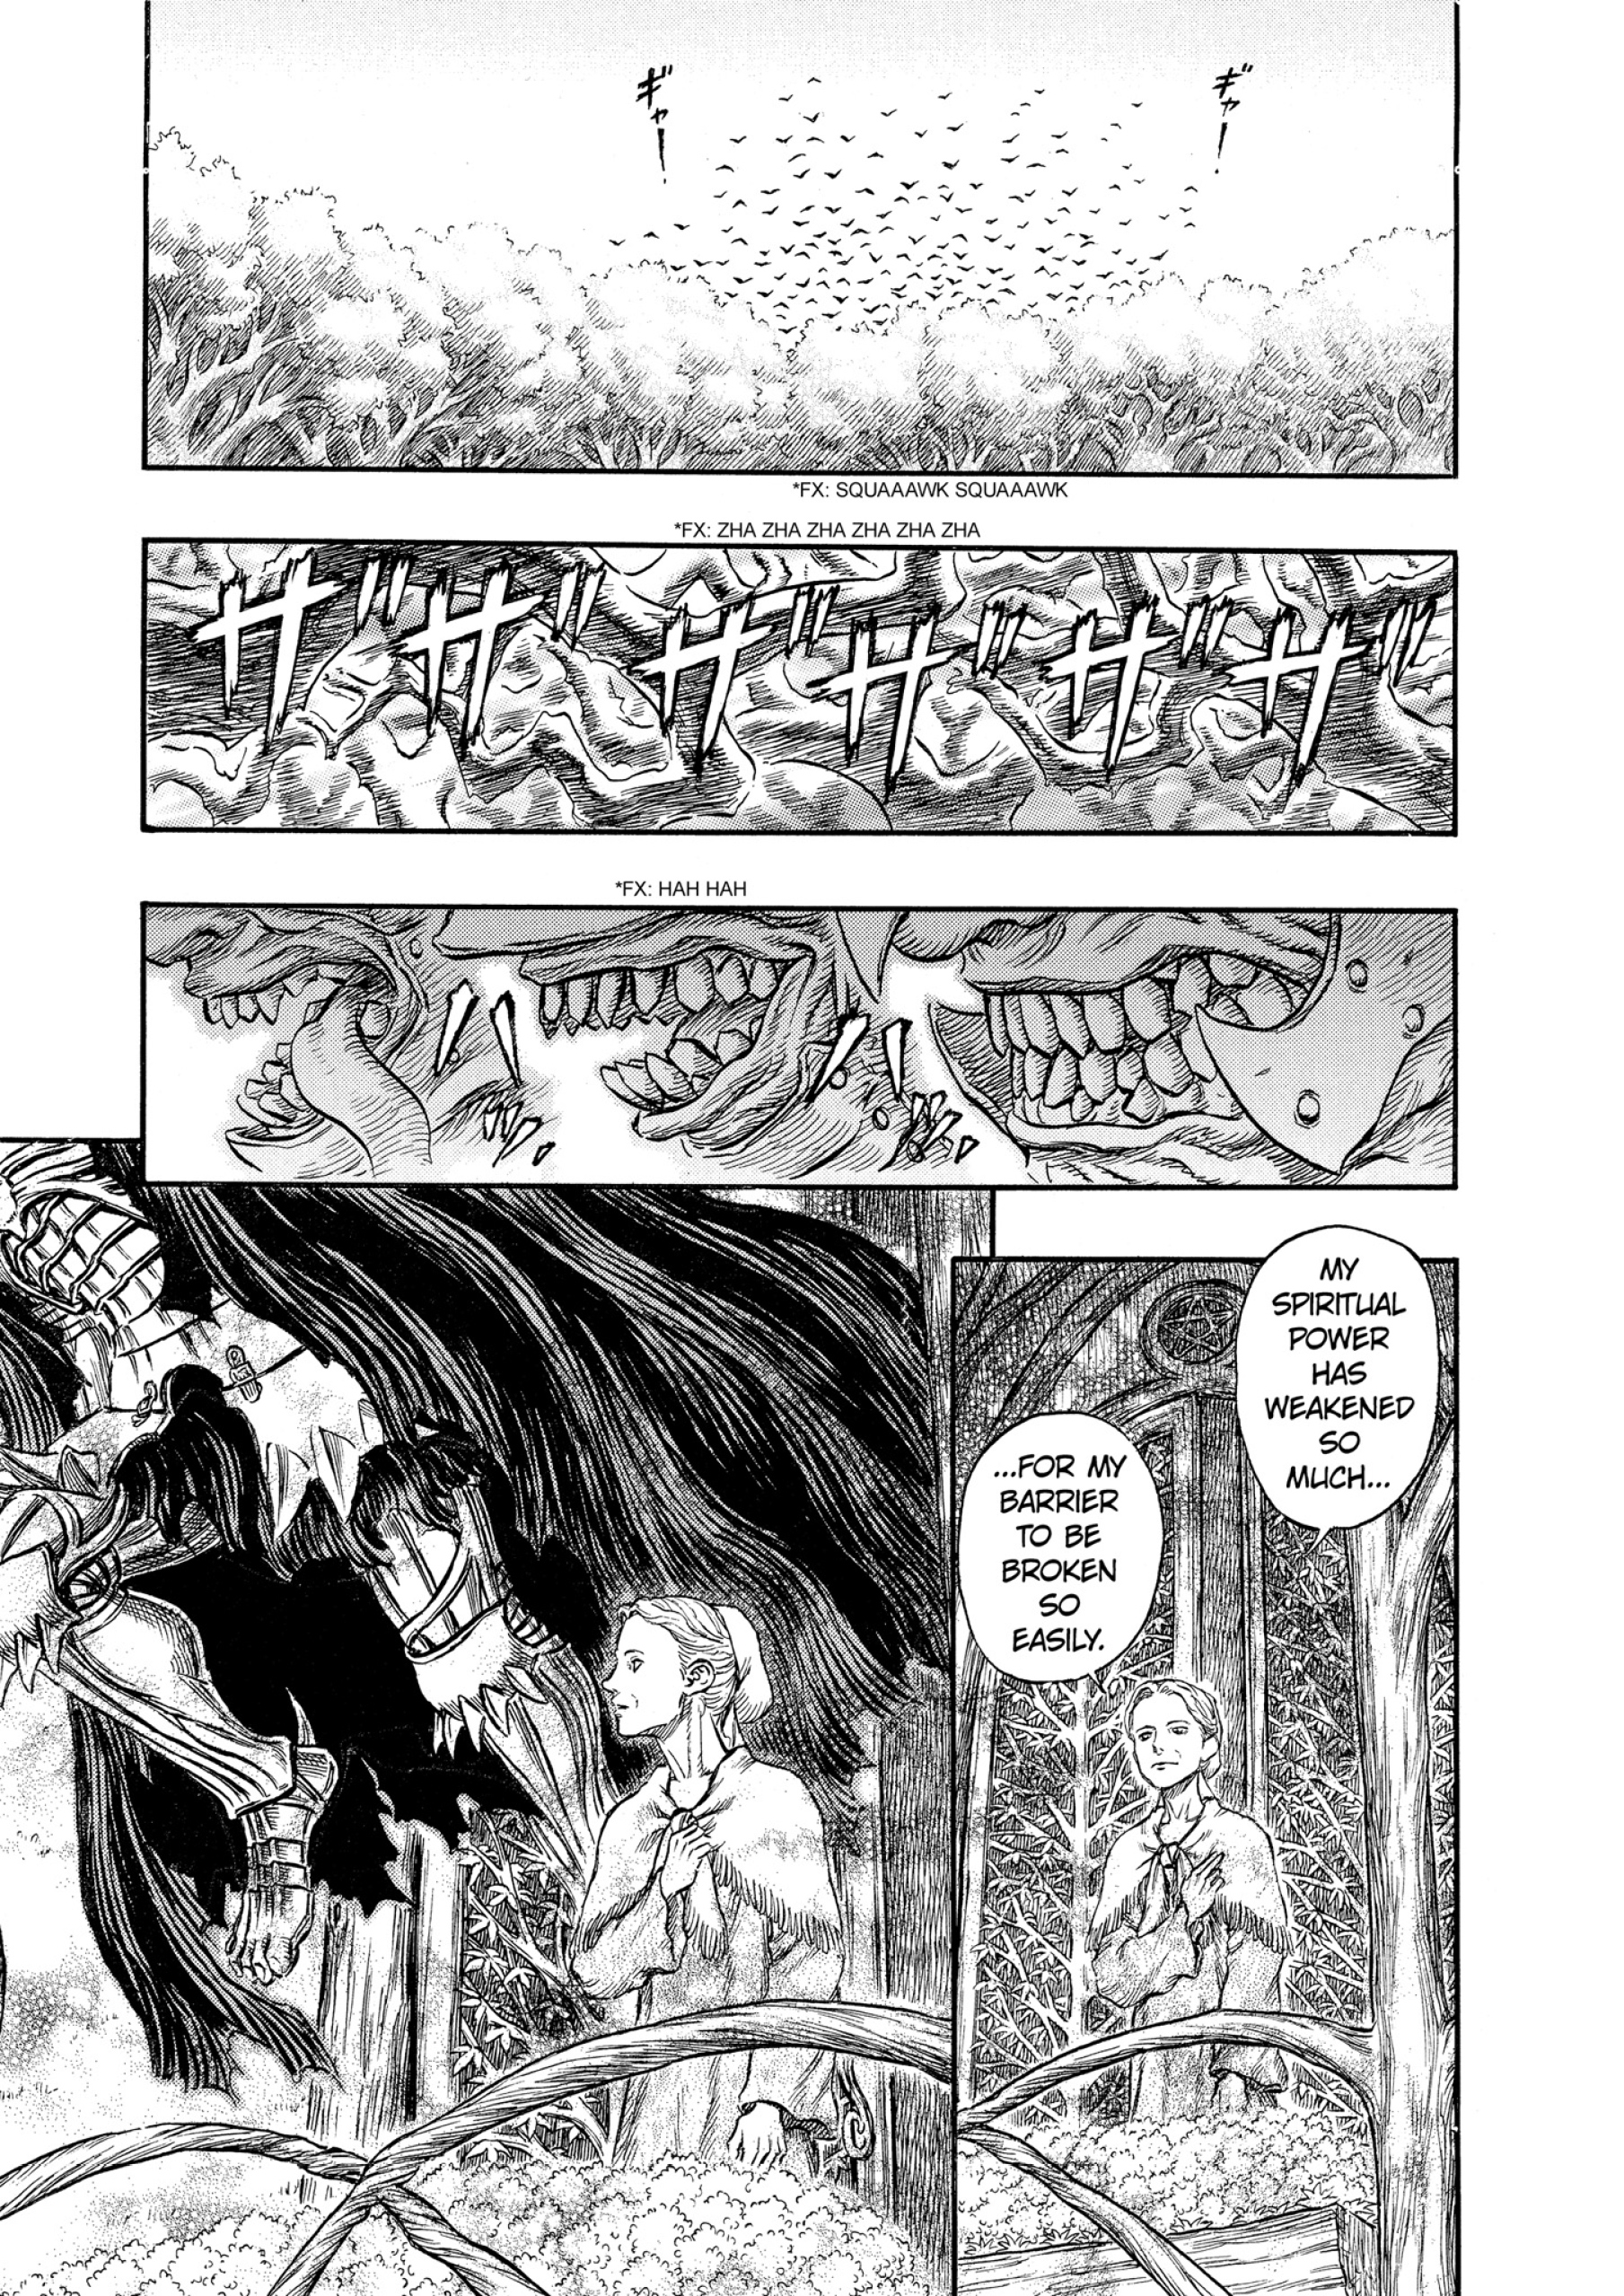 ギャー
ギャー
*FX: SQUAAAWK SQUAAAWK
*FX: ZHA ZHA ZHA ZHA ZHA ZHA
ザザザザザザ
*FX: HAH HAH
ハッ
ハッ
MY
SPIRITUAL
POWER
HAS
WEAKENED
SO
MUCH...
...FOR MY
BARRIER
TO BE
BROKEN
SO
EASILY.